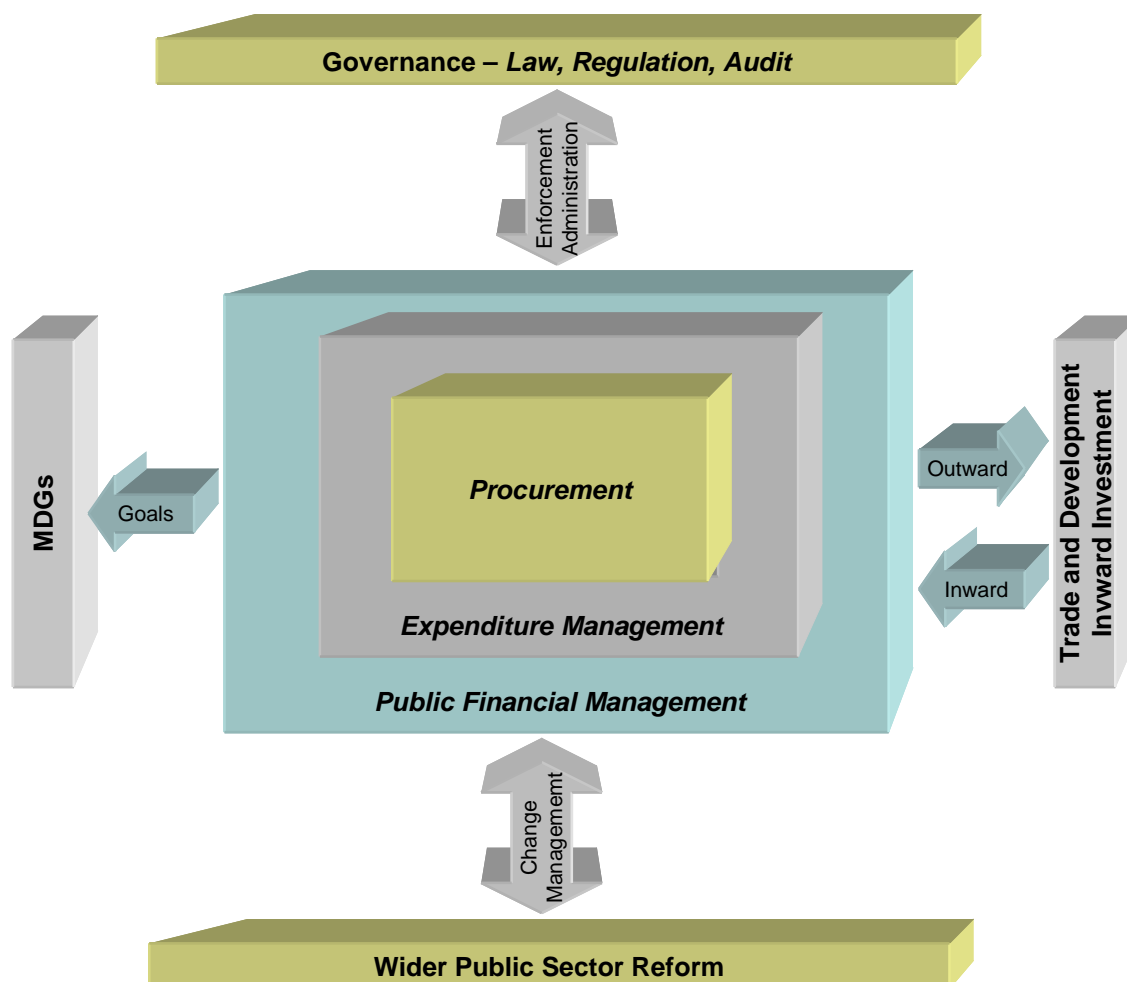 Governance – Law, Regulation, Audit
Enforcement
Administration
MDGs
Goals
Procurement
Expenditure Management
Public Financial Management
Outward
Inward
Trade and Development
Invward Investment
Change
Managememt
Wider Public Sector Reform